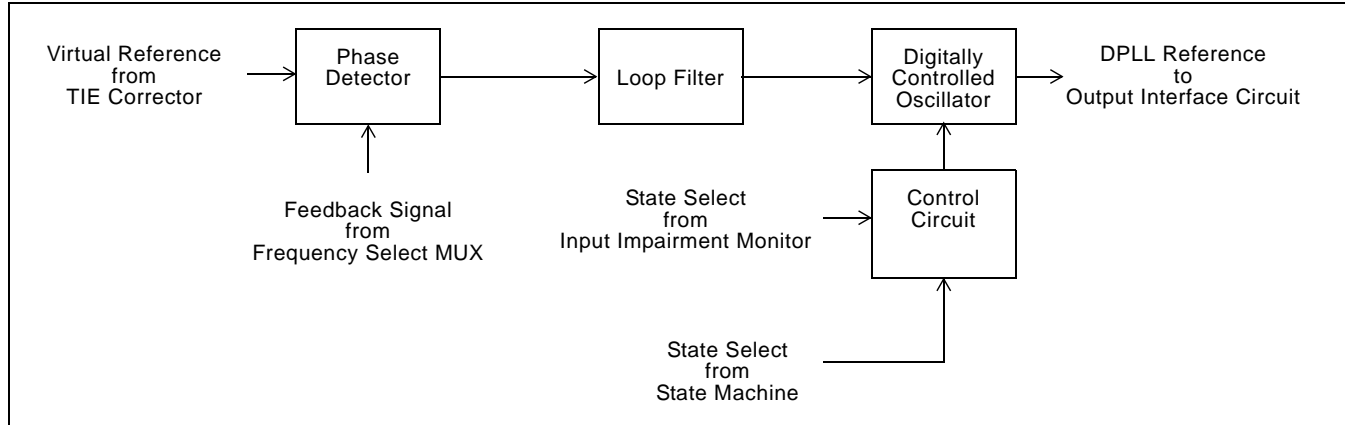 Virtual Reference
from
TIE Corrector
Phase
Detector
Loop Filter
Digitally
Controlled
Oscillator
DPLL Reference
to
Output Interface Circuit
Feedback Signal
from
Frequency Select MUX
State Select
from
Input Impairment Monitor
Control
Circuit
State Select
from
State Machine